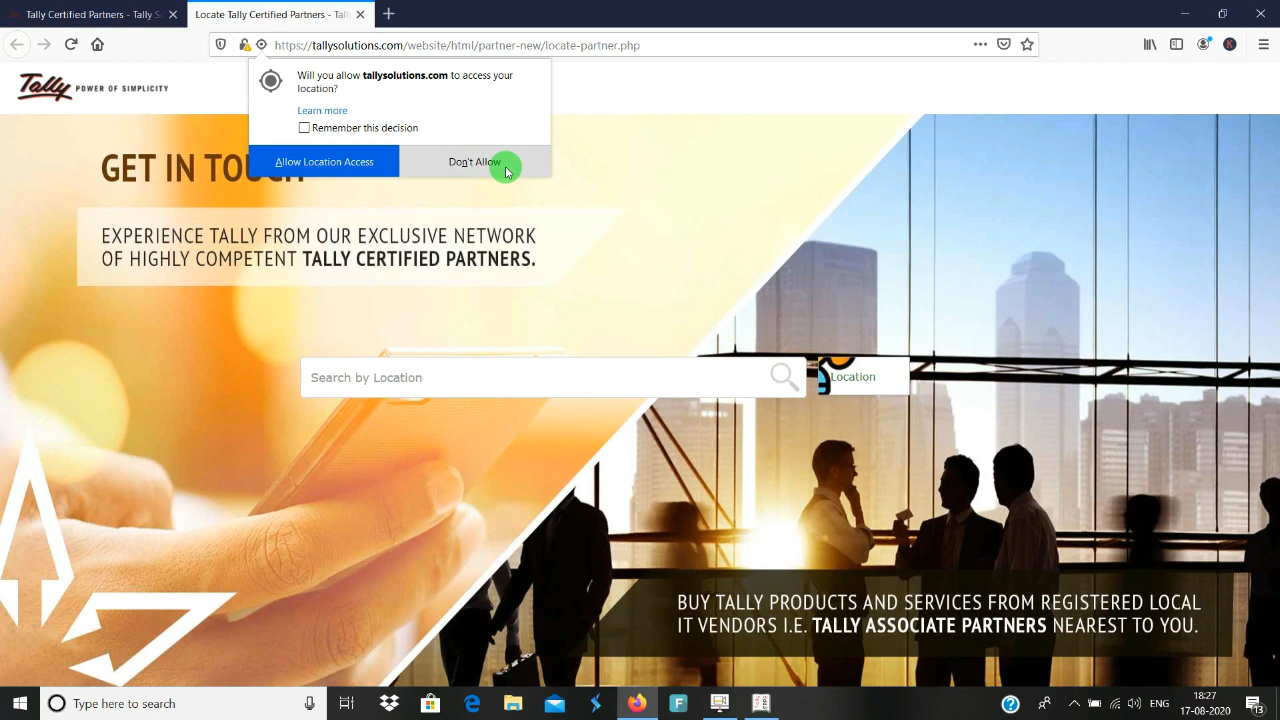 Tally Certified Partners - Tally S
Locate Tally Certified Partners - T
https://tallysolutions.com/website/html/partner-new/locate-partner.php
Tally POWER OF SIMPLICITY
Will you allow tallysolutions.com to access your
location?
Learn more
Remember this decision
Allow Location Access
Don't Allow
GET IN TOUCH
EXPERIENCE TALLY FROM OUR EXCLUSIVE NETWORK
OF HIGHLY COMPETENT TALLY CERTIFIED PARTNERS.
Search by Location
Location
BUY TALLY PRODUCTS AND SERVICES FROM REGISTERED LOCAL
IT VENDORS I.E. TALLY ASSOCIATE PARTNERS NEAREST TO YOU.
Type here to search
F
ENG
18:27
17-08-2020
13
K